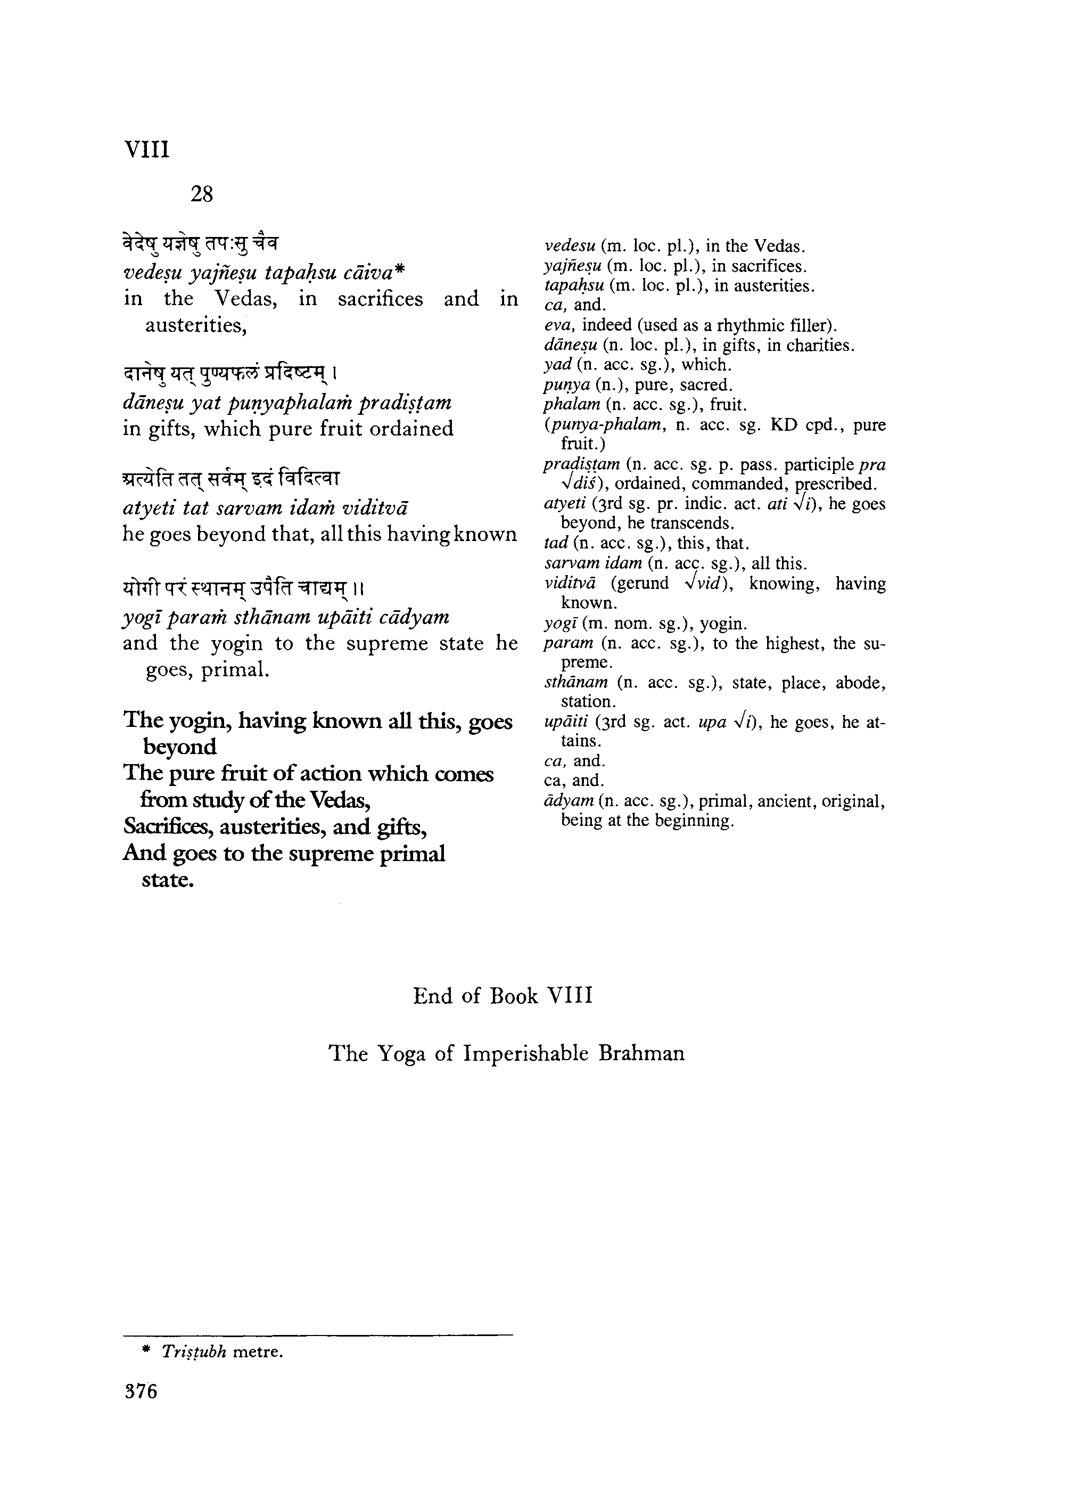 VIII
28
वेदेषु यज्ञेषु तपःसु चैव
vedeṣu yajñeṣu tapaḥsu cāiva*
in the Vedas, in sacrifices and in
austerities,
दानेषु यत् पुण्यफलं प्रदिष्टम् ।
dāneṣu yat puṇyaphalaṁ pradiṣṭam
in gifts, which pure fruit ordained
अत्येति तत् सर्वम् इदं विदित्वा
atyeti tat sarvam idaṁ viditvā
he goes beyond that, all this having known
योगी परं स्थानम् उपैति चाद्यम् ॥
yogī paraṁ sthānam upāiti cādyam
and the yogin to the supreme state he
goes, primal.
The yogin, having known all this, goes
beyond
The pure fruit of action which comes
from study of the Vedas,
Sacrifices, austerities, and gifts,
And goes to the supreme primal
state.
vedesu (m. loc. pl.), in the Vedas.
yajñeṣu (m. loc. pl.), in sacrifices.
tapaḥsu (m. loc. pl.), in austerities.
ca, and.
eva, indeed (used as a rhythmic filler).
dāneṣu (n. loc. pl.), in gifts, in charities.
yad (n. acc. sg.), which.
puṇya (n.), pure, sacred.
phalam (n. acc. sg.), fruit.
(puṇya-phalam, n. acc. sg. KD cpd., pure
fruit.)
pradiṣṭam (n. acc. sg. p. pass. participle pra
√diś), ordained, commanded, prescribed.
atyeti (3rd sg. pr. indic. act. ati √i), he goes
beyond, he transcends.
tad (n. acc. sg.), this, that.
sarvam idam (n. acc. sg.), all this.
viditvā (gerund √vid), knowing, having
known.
yogī (m. nom. sg.), yogin.
param (n. acc. sg.), to the highest, the su-
preme.
sthānam (n. acc. sg.), state, place, abode,
station.
upāiti (3rd sg. act. upa √i), he goes, he at-
tains.
ca, and.
ca, and.
ādyam (n. acc. sg.), primal, ancient, original,
being at the beginning.
End of Book VIII
The Yoga of Imperishable Brahman
* Triṣṭubh metre.
376